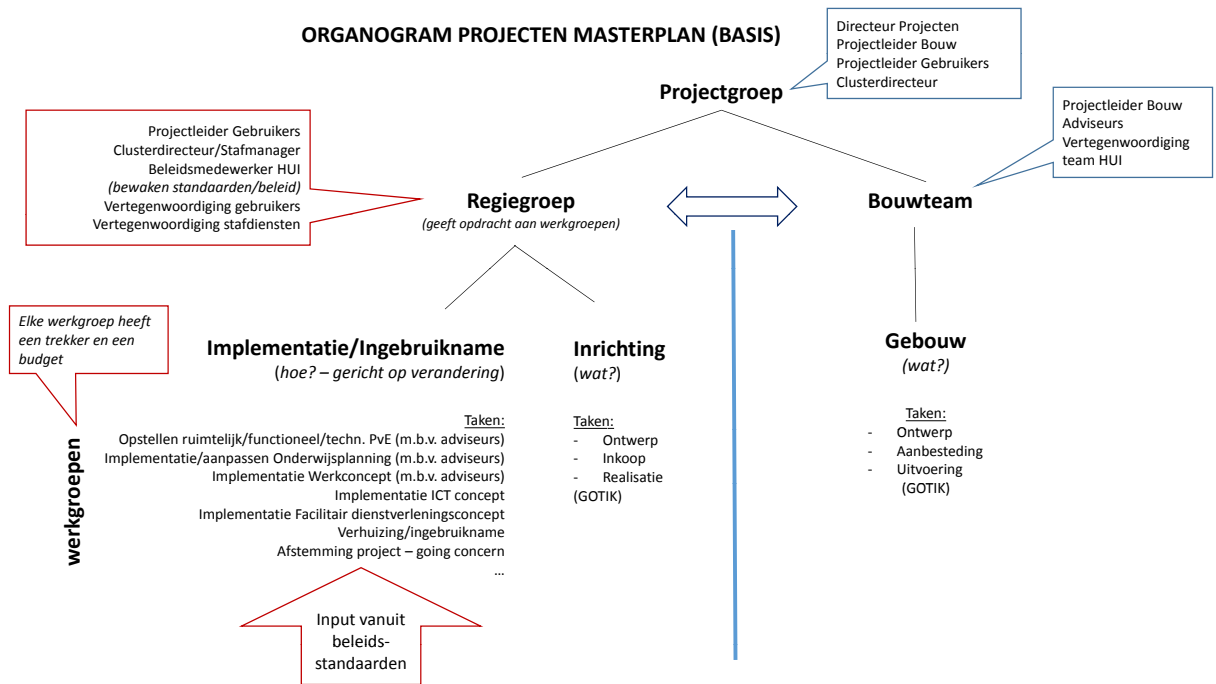 ORGANOGRAM PROJECTEN MASTERPLAN (BASIS)
Directeur Projecten
Projectleider Bouw
Projectleider Gebruikers
Clusterdirecteur
Projectgroep
Projectleider Bouw
Adviseurs
Vertegenwoordiging
team HUI
Projectleider Gebruikers
Clusterdirecteur/Stafmanager
Beleidsmedewerker HUI
(bewaken standaarden/beleid)
Vertegenwoordiging gebruikers
Vertegenwoordiging stafdiensten
Regiegroep
(geeft opdracht aan werkgroepen)
Bouwteam
Elke werkgroep heeft
een trekker en een
budget
werkgroepen
Implementatie/Ingebruikname
(hoe? – gericht op verandering)
Taken:
Opstellen ruimtelijk/functioneel/techn. PvE (m.b.v. adviseurs)
Implementatie/aanpassen Onderwijsplanning (m.b.v. adviseurs)
Implementatie Werkconcept (m.b.v. adviseurs)
Implementatie ICT concept
Implementatie Facilitair dienstverleningsconcept
Verhuizing/ingebruikname
Afstemming project – going concern
...
Input vanuit
beleids-
standaarden
Inrichting
(wat?)
Taken:
- Ontwerp
- Inkoop
- Realisatie
(GOTIK)
Gebouw
(wat?)
Taken:
- Ontwerp
- Aanbesteding
- Uitvoering
(GOTIK)